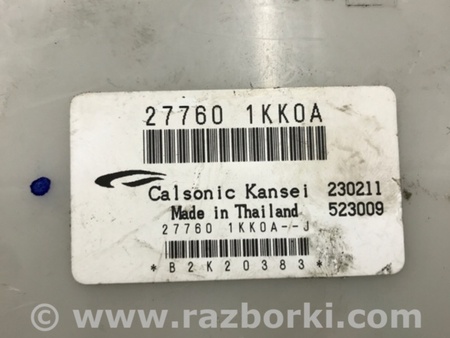 27760 1KK0A
Calsonic Kansei 230211
Made in Thailand 523009
27760 1KK0A--J
*B2K20383*
© www.razborki.com